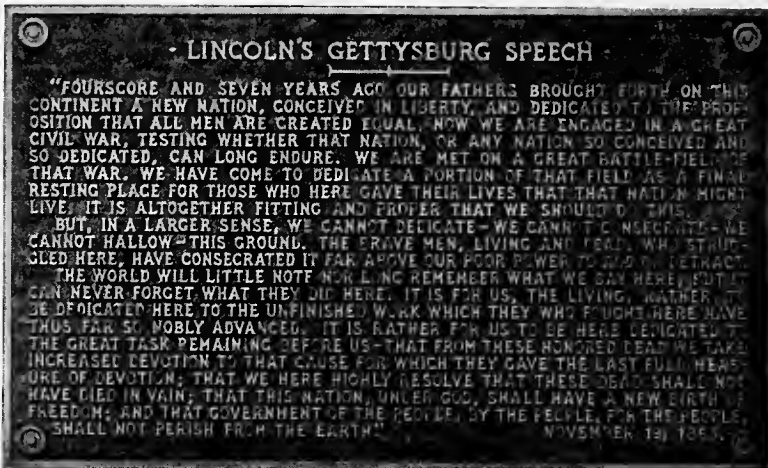 · LINCOLN'S GETTYSBURG SPEECH ·
"FOURSCORE AND SEVEN YEARS AGO OUR FATHERS BROUGHT FORTH ON THIS
CONTINENT A NEW NATION, CONCEIVED IN LIBERTY, AND DEDICATED TO THE PROP-
OSITION THAT ALL MEN ARE CREATED EQUAL. NOW WE ARE ENGAGED IN A GREAT
CIVIL WAR, TESTING WHETHER THAT NATION, OR ANY NATION SO CONCEIVED AND
SO DEDICATED, CAN LONG ENDURE. WE ARE MET ON A GREAT BATTLE-FIELD OF
THAT WAR. WE HAVE COME TO DEDICATE A PORTION OF THAT FIELD AS A FINAL
RESTING PLACE FOR THOSE WHO HERE GAVE THEIR LIVES THAT THAT NATION MIGHT
LIVE. IT IS ALTOGETHER FITTING AND PROPER THAT WE SHOULD DO THIS.
BUT, IN A LARGER SENSE, WE CANNOT DEDICATE—WE CANNOT CONSECRATE—WE
CANNOT HALLOW—THIS GROUND. THE BRAVE MEN, LIVING AND DEAD, WHO STRUG-
GLED HERE, HAVE CONSECRATED IT FAR ABOVE OUR POOR POWER TO ADD OR DETRACT.
THE WORLD WILL LITTLE NOTE NOR LONG REMEMBER WHAT WE SAY HERE, BUT IT
CAN NEVER FORGET WHAT THEY DID HERE. IT IS FOR US, THE LIVING, RATHER TO
BE DEDICATED HERE TO THE UNFINISHED WORK WHICH THEY WHO FOUGHT HERE HAVE
THUS FAR SO NOBLY ADVANCED. IT IS RATHER FOR US TO BE HERE DEDICATED TO
THE GREAT TASK REMAINING BEFORE US—THAT FROM THESE HONORED DEAD WE TAKE
INCREASED DEVOTION TO THAT CAUSE FOR WHICH THEY GAVE THE LAST FULL MEAS-
URE OF DEVOTION; THAT WE HERE HIGHLY RESOLVE THAT THESE DEAD SHALL NOT
HAVE DIED IN VAIN; THAT THIS NATION, UNDER GOD, SHALL HAVE A NEW BIRTH OF
FREEDOM; AND THAT GOVERNMENT OF THE PEOPLE, BY THE PEOPLE, FOR THE PEOPLE,
SHALL NOT PERISH FROM THE EARTH" NOVEMBER 19, 1863.